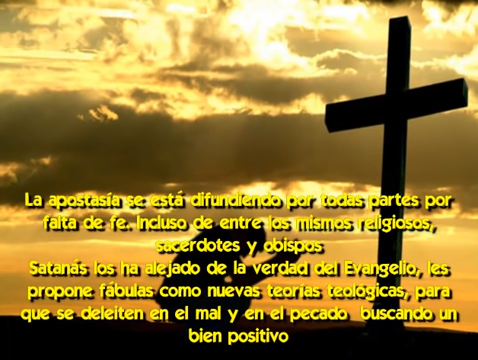 La apostasía se está difundiendo por todas partes por
falta de fe. Incluso de entre los mismos religiosos,
sacerdotes y obispos
Satanás los ha alejado de la verdad del Evangelio, les
propone fábulas como nuevas teorías teológicas, para
que se deleiten en el mal y en el pecado buscando un
bien positivo